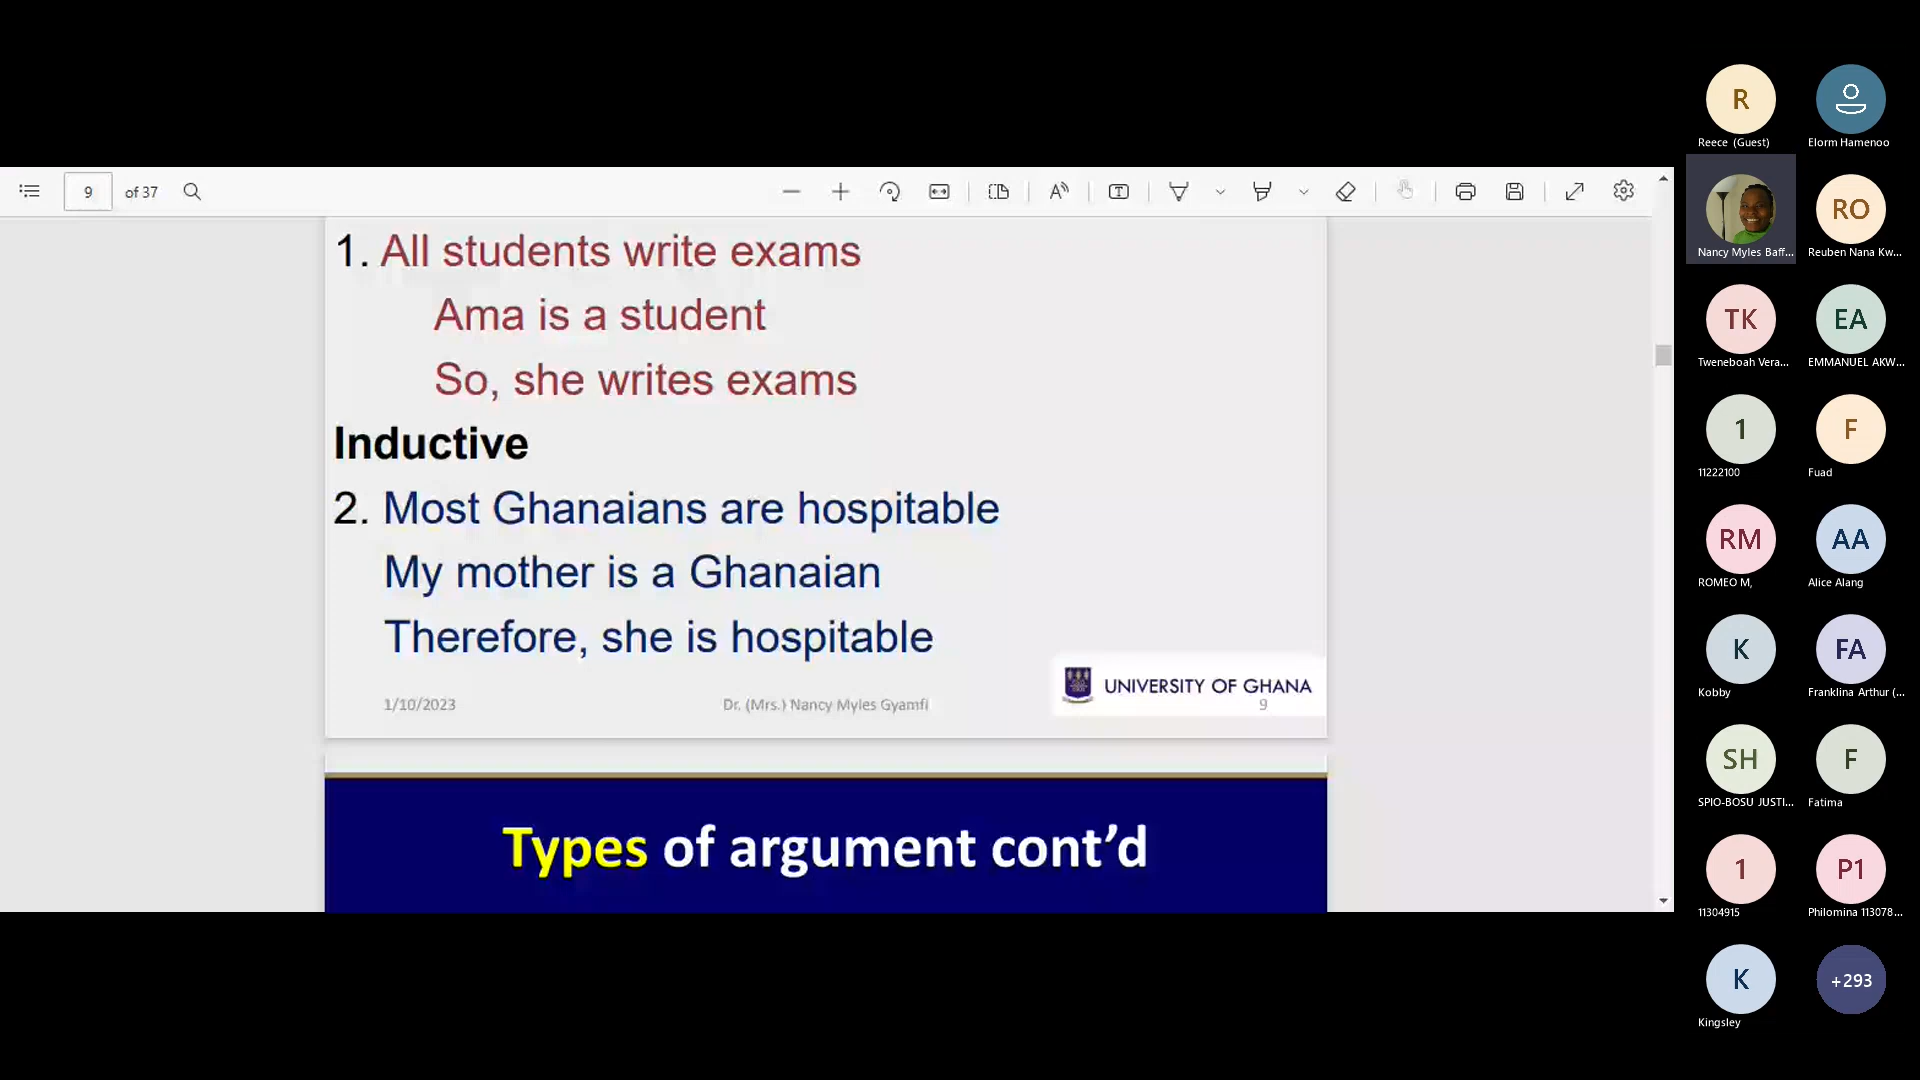 9 of 37
1. All students write exams
Ama is a student
So, she writes exams
Inductive
2. Most Ghanaians are hospitable
My mother is a Ghanaian
Therefore, she is hospitable
1/10/2023 Dr. (Mrs.) Nancy Myles Gyamfi
UNIVERSITY OF GHANA
9
Types of argument cont’d
R
Reece (Guest) Elorm Hamenoo
RO
Nancy Myles Baff... Reuben Nana Kw...
TK EA
Tweneboah Vera... EMMANUEL AKW...
1 F
11222100 Fuad
RM AA
ROMEO M, Alice Alang
K FA
Kobby Franklina Arthur (...
SH F
SPIO-BOSU JUSTI... Fatima
1 P1
11304915 Philomina 113078...
K +293
Kingsley